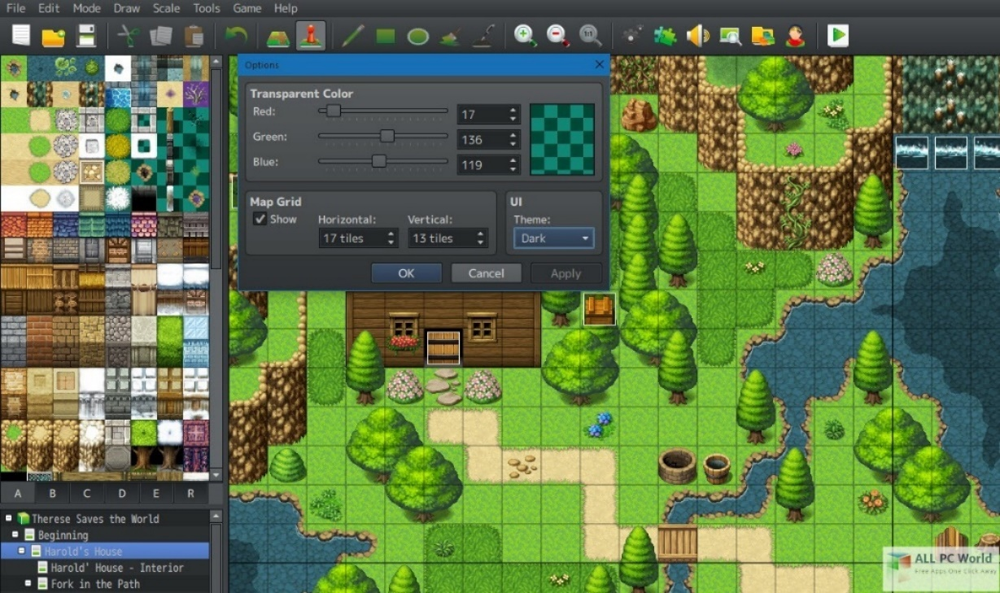 File Edit Mode Draw Scale Tools Game Help
1:1
Options
Transparent Color
Red: 17
Green: 136
Blue: 119
Map Grid
Show
Horizontal: Vertical:
17 tiles 13 tiles
UI
Theme:
Dark
OK Cancel Apply
A B C D E R
Therese Saves the World
Beginning
Harold's House
Harold' House - Interior
Fork in the Path
ALL PC World
Free Apps One Click Away